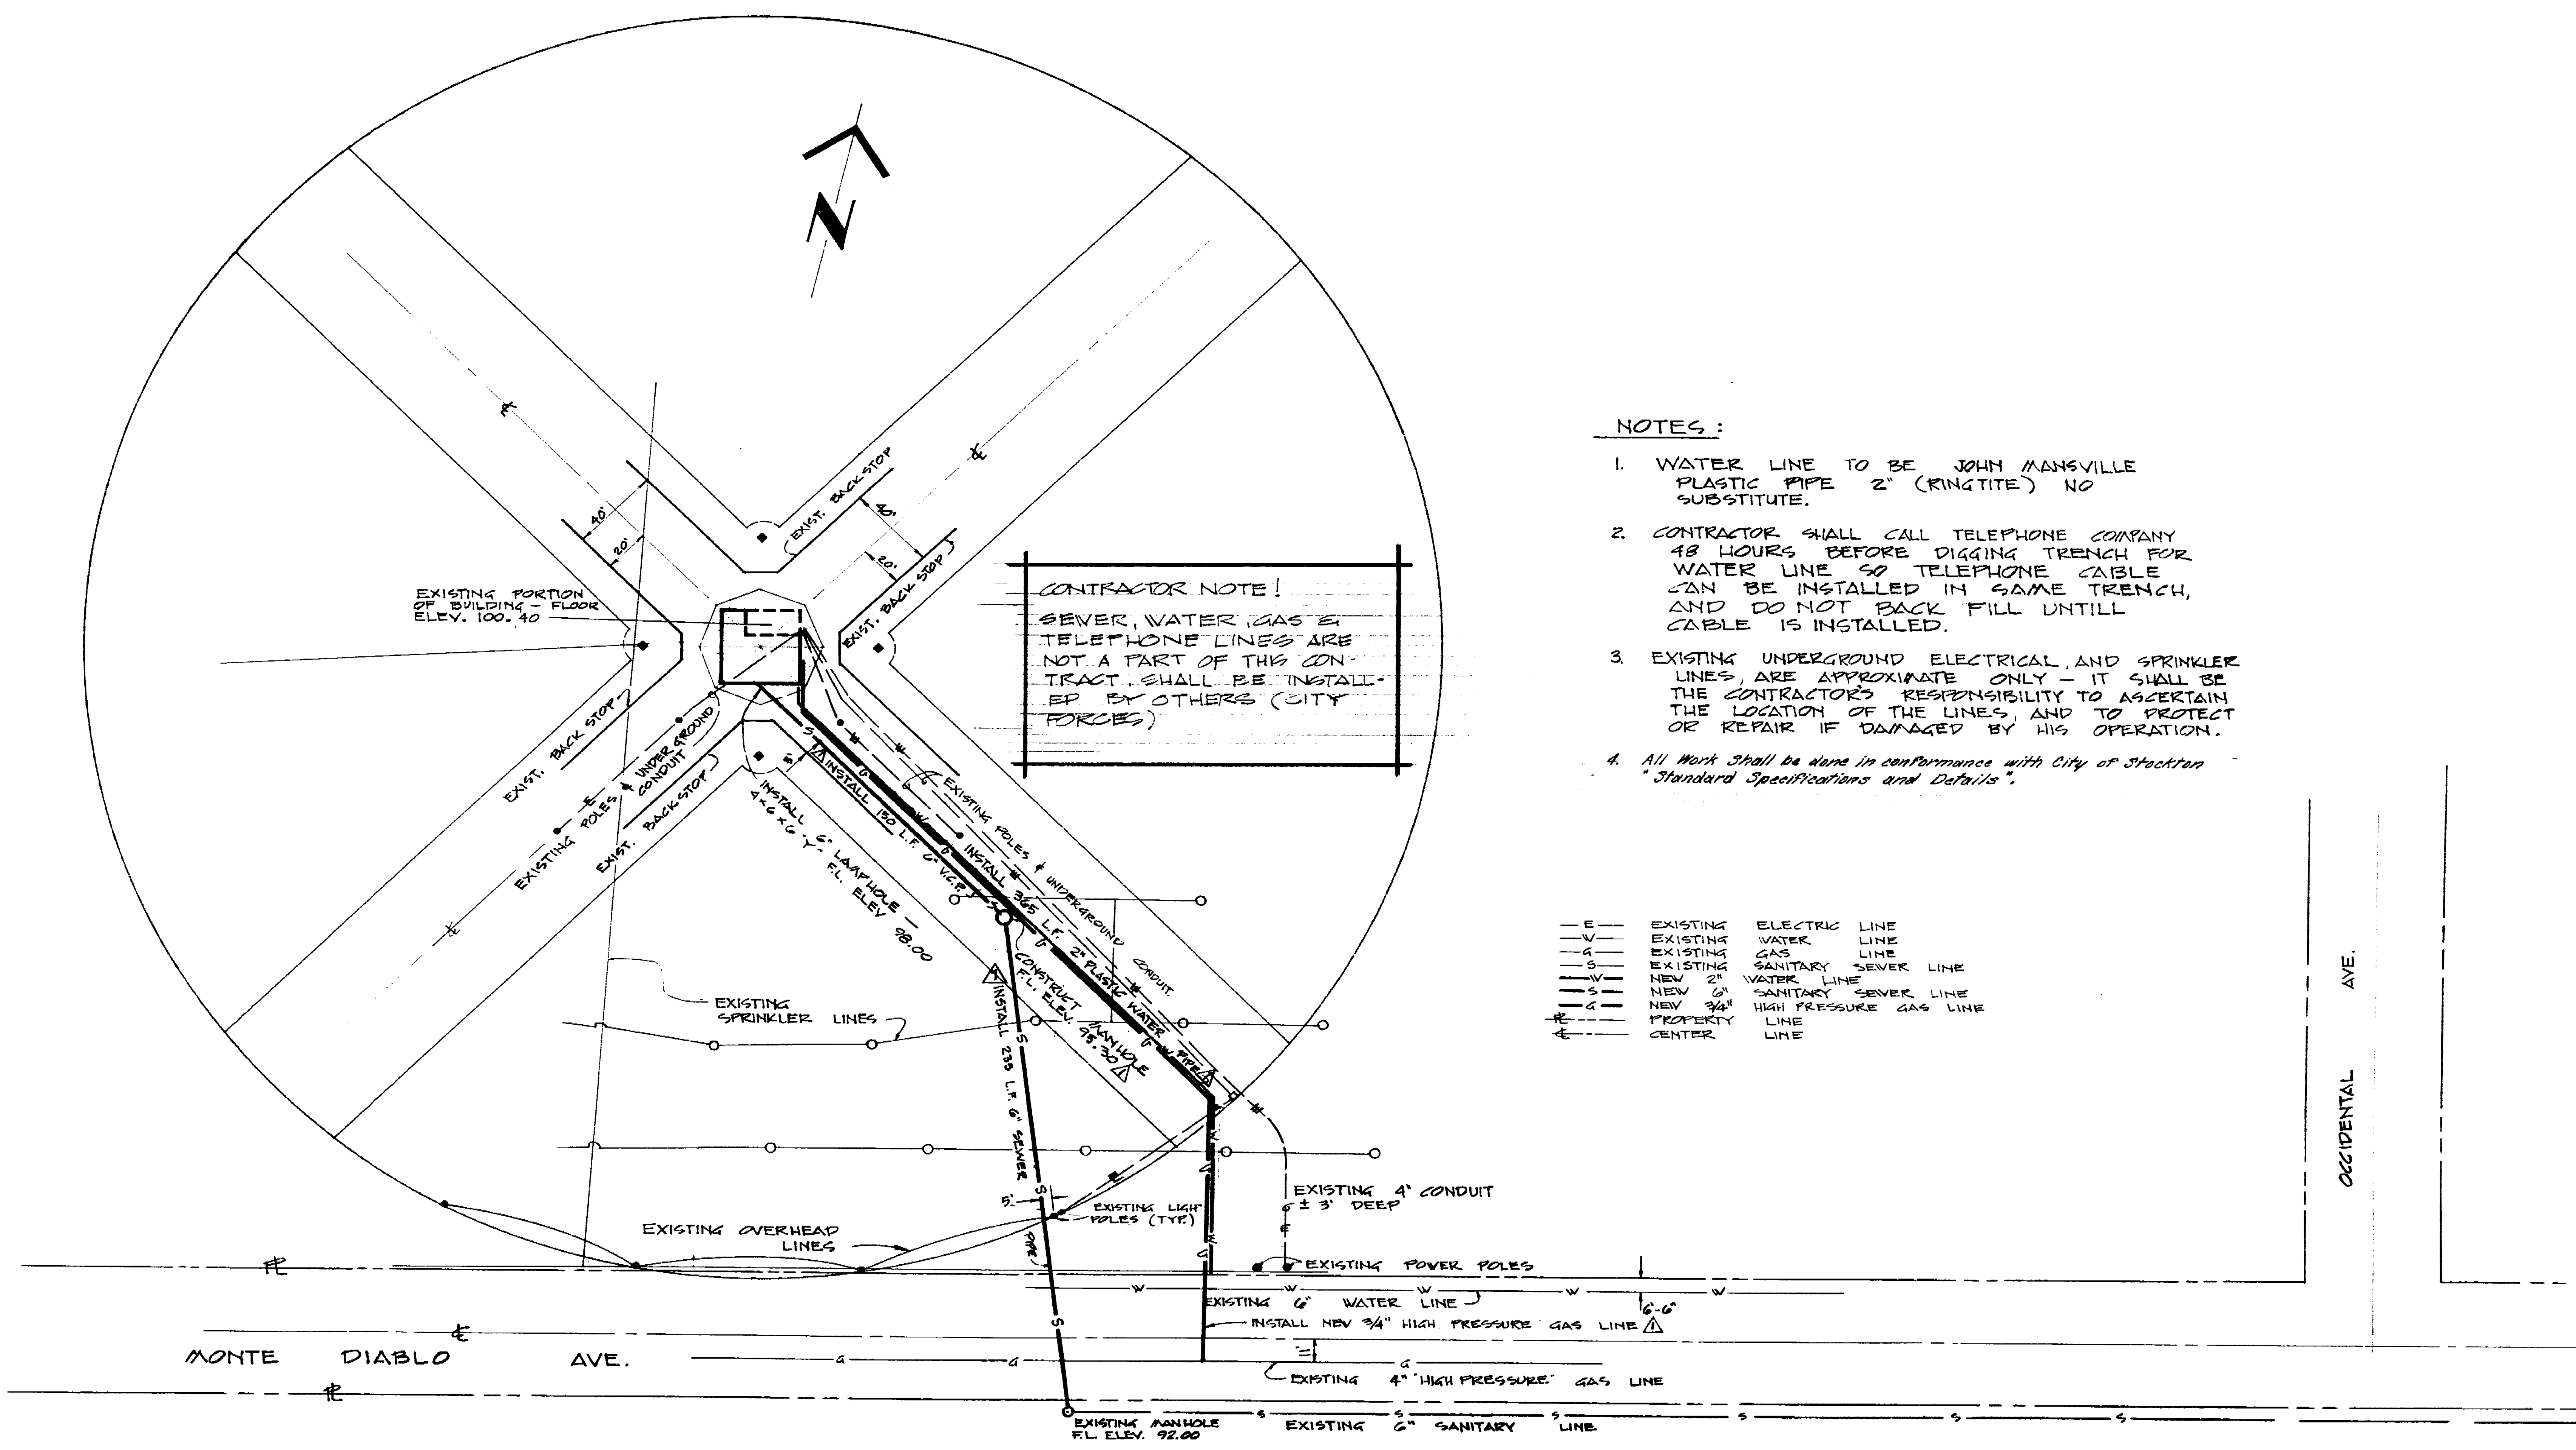 N
EXIST. BACKSTOP
40'
20'
40'
20'
EXIST. BACK STOP
EXISTING PORTION
OF BUILDING - FLOOR
ELEV. 100.40
CONTRACTOR NOTE!
SEWER, WATER, GAS &
TELEPHONE LINES ARE
NOT A PART OF THIS CON-
TRACT. SHALL BE INSTALL-
ED BY OTHERS (CITY
FORCES)
NOTES:
1. WATER LINE TO BE JOHN MANSVILLE
PLASTIC PIPE 2" (RINGTITE) NO
SUBSTITUTE.
2. CONTRACTOR SHALL CALL TELEPHONE COMPANY
48 HOURS BEFORE DIGGING TRENCH FOR
WATER LINE SO TELEPHONE CABLE
CAN BE INSTALLED IN SAME TRENCH,
AND DO NOT BACK FILL UNTILL
CABLE IS INSTALLED.
3. EXISTING UNDERGROUND ELECTRICAL, AND SPRINKLER
LINES, ARE APPROXIMATE ONLY - IT SHALL BE
THE CONTRACTOR'S RESPONSIBILITY TO ASCERTAIN
THE LOCATION OF THE LINES, AND TO PROTECT
OR REPAIR IF DAMAGED BY HIS OPERATION.
4. All Work Shall be done in conformance with City of Stockton
"Standard Specifications and Details".
EXIST. BACK STOP
EXISTING POLES & UNDER GROUND
CONDUIT
EXIST. BACK STOP
5'
INSTALL 6" LAMPHOLE -
4 x 6 x 6 - Y - F.L. ELEV
98.00
INSTALL 130 L.F. 6" V.C.P.
EXISTING POLES & UNDERGROUND CONDUIT.
INSTALL 365 L.F. 2" PLASTIC WATER PIPE
CONSTRUCT MANHOLE
F.L. ELEV. 95.30
INSTALL 235 L.F. 6" SEWER PIPE
EXISTING
SPRINKLER LINES
E EXISTING ELECTRIC LINE
W EXISTING WATER LINE
G EXISTING GAS LINE
S EXISTING SANITARY SEWER LINE
W NEW 2" WATER LINE
S NEW 6" SANITARY SEWER LINE
G NEW 3/4" HIGH PRESSURE GAS LINE
PL PROPERTY LINE
CL CENTER LINE
OCCIDENTAL AVE.
EXISTING 4" CONDUIT
± 3' DEEP
5'
EXISTING LIGHT
POLES (TYP.)
EXISTING OVERHEAD
LINES
EXISTING POWER POLES
EXISTING 6" WATER LINE
6'-6"
INSTALL NEW 3/4" HIGH PRESSURE GAS LINE
MONTE DIABLO AVE.
EXISTING 4" "HIGH PRESSURE" GAS LINE
EXISTING MANHOLE
F.L. ELEV. 92.00
EXISTING 6" SANITARY LINE